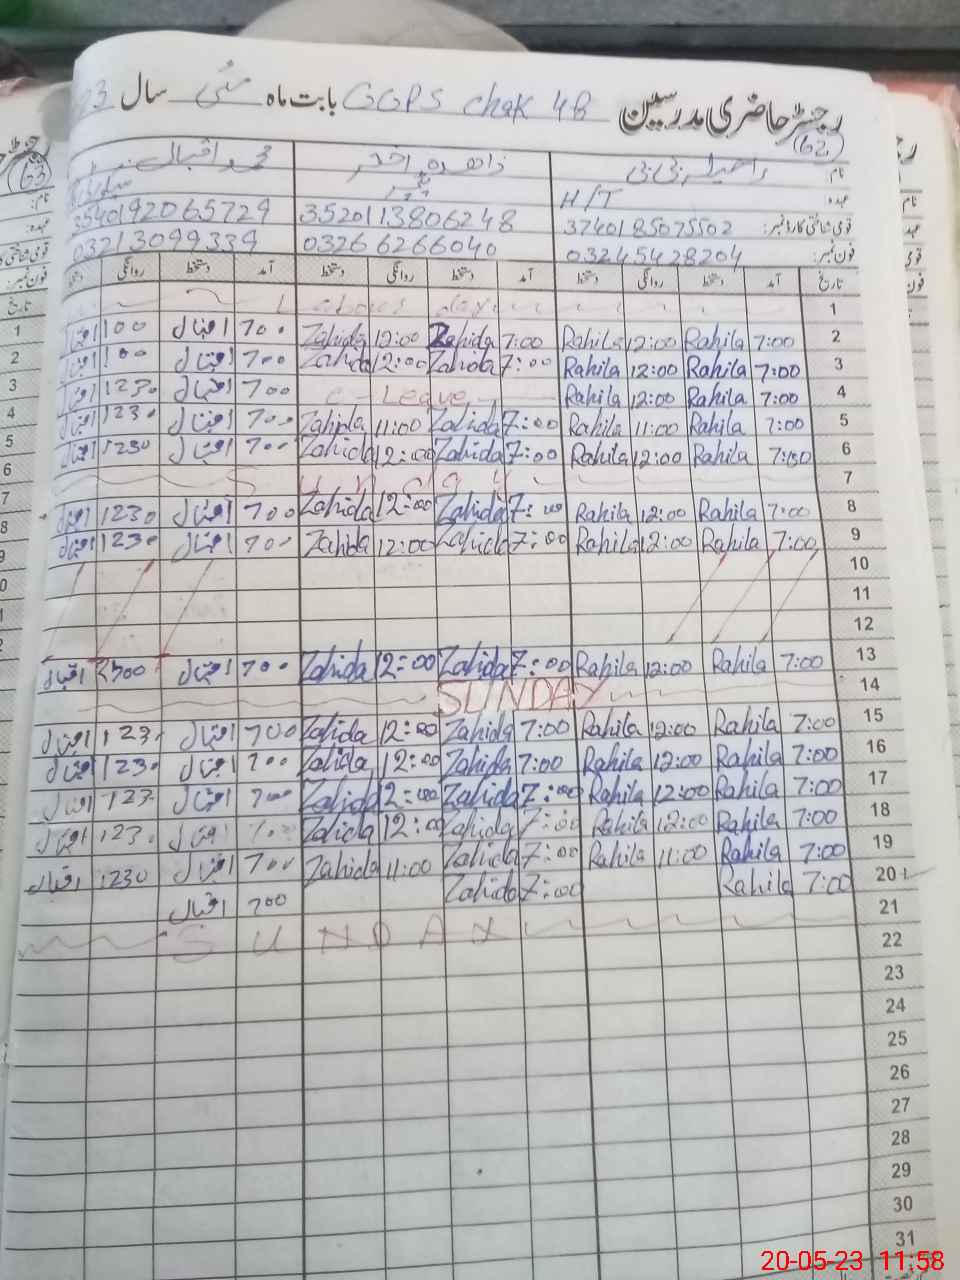 رجسٹر حاضری مدرسین GGPS Chak 4B بابت ماہ مئی سال 23
(62)
نام: راحیلہ بی بی زاھدہ اختر محمد اقبال
عہدہ: H/T
قومی شناختی کارڈ نمبر: 3740185075502 3520113806248 3540192065729
فون نمبر: 03245428204 03266266040 03213099339
تاریخ آمد دستخط روانگی دستخط آمد دستخط روانگی دستخط آمد دستخط روانگی دستخط
1 Labour day
2 7:00 Rahila 12:00 Rahila 7:00 Zahida 12:00 Zahida 700 اقبال 100 اقبال
3 7:00 Rahila 12:00 Rahila 7:00 Zahida 12:00 Zahida 700 اقبال 100 اقبال
4 7:00 Rahila 12:00 Rahila C-Leave 700 اقبال 1230 اقبال
5 7:00 Rahila 11:00 Rahila 7:00 Zahida 11:00 Zahida 700 اقبال 1230 اقبال
6 7:00 Rahila 12:00 Rahila 7:00 Zahida 12:00 Zahida 700 اقبال 1230 اقبال
7 Sunday
8 7:00 Rahila 12:00 Rahila 7:00 Zahida 12:00 Zahida 700 اقبال 1230 اقبال
9 7:00 Rahila 12:00 Rahila 7:00 Zahida 12:00 Zahida 700 اقبال 1230 اقبال
10
11
12
13 7:00 Rahila 12:00 Rahila 7:00 Zahida 12:00 Zahida 700 اقبال اقبال
14 SUNDAY
15 7:00 Rahila 12:00 Rahila 7:00 Zahida 12:00 Zahida 700 اقبال 1230 اقبال
16 7:00 Rahila 12:00 Rahila 7:00 Zahida 12:00 Zahida 700 اقبال 1230 اقبال
17 7:00 Rahila 12:00 Rahila 7:00 Zahida 12:00 Zahida 700 اقبال 1230 اقبال
18 7:00 Rahila 12:00 Rahila 7:00 Zahida 12:00 Zahida 700 اقبال 1230 اقبال
19 7:00 Rahila 11:00 Rahila 7:00 Zahida 11:00 Zahida 700 اقبال 1230 اقبال
20 7:00 Rahila 7:00 Zahida 700 اقبال
21 SUNDAY
22
23
24
25
26
27
28
29
30
31
20-05-23 11:58